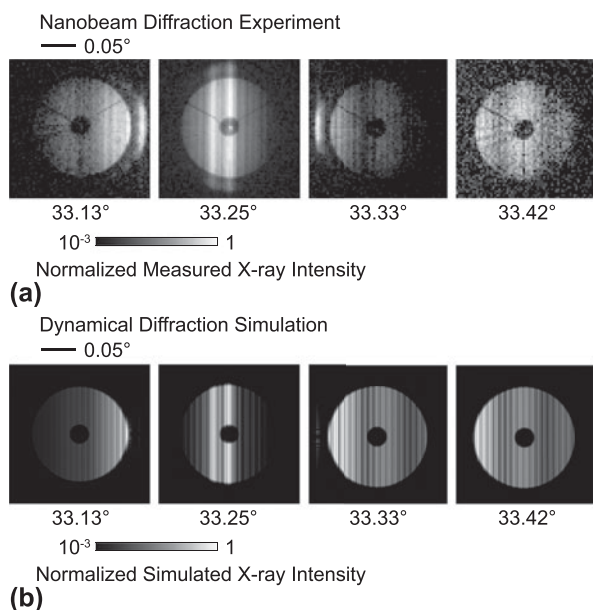 Nanobeam Diffraction Experiment
0.05°
33.13° 33.25° 33.33° 33.42°
10-3 1
Normalized Measured X-ray Intensity
(a)
Dynamical Diffraction Simulation
0.05°
33.13° 33.25° 33.33° 33.42°
10-3 1
Normalized Simulated X-ray Intensity
(b)